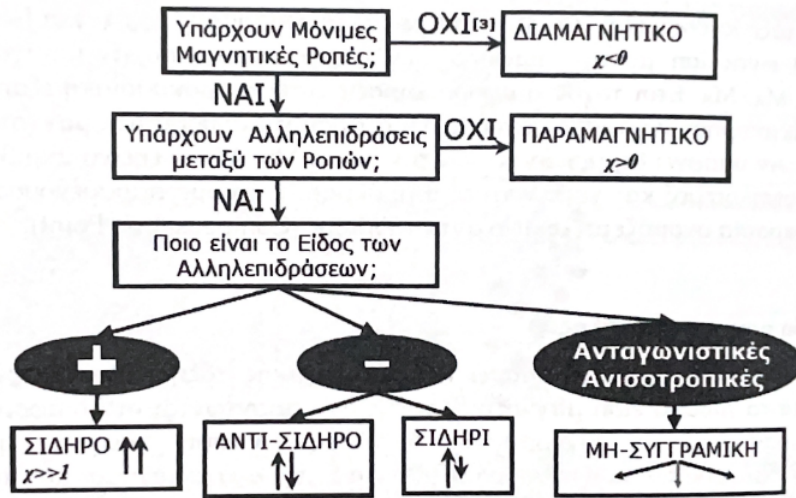 Υπάρχουν Μόνιμες
Μαγνητικές Ροπές;
ΟΧΙ[3]
ΔΙΑΜΑΓΝΗΤΙΚΟ
χ<0
ΝΑΙ
Υπάρχουν Αλληλεπιδράσεις
μεταξύ των Ροπών;
ΟΧΙ
ΠΑΡΑΜΑΓΝΗΤΙΚΟ
χ>0
ΝΑΙ
Ποιο είναι το Είδος των
Αλληλεπιδράσεων;
+
-
Ανταγωνιστικές
Ανισοτροπικές
ΣΙΔΗΡΟ
χ>>1
ΑΝΤΙ-ΣΙΔΗΡΟ
ΣΙΔΗΡΙ
ΜΗ-ΣΥΓΓΡΑΜΙΚΗ